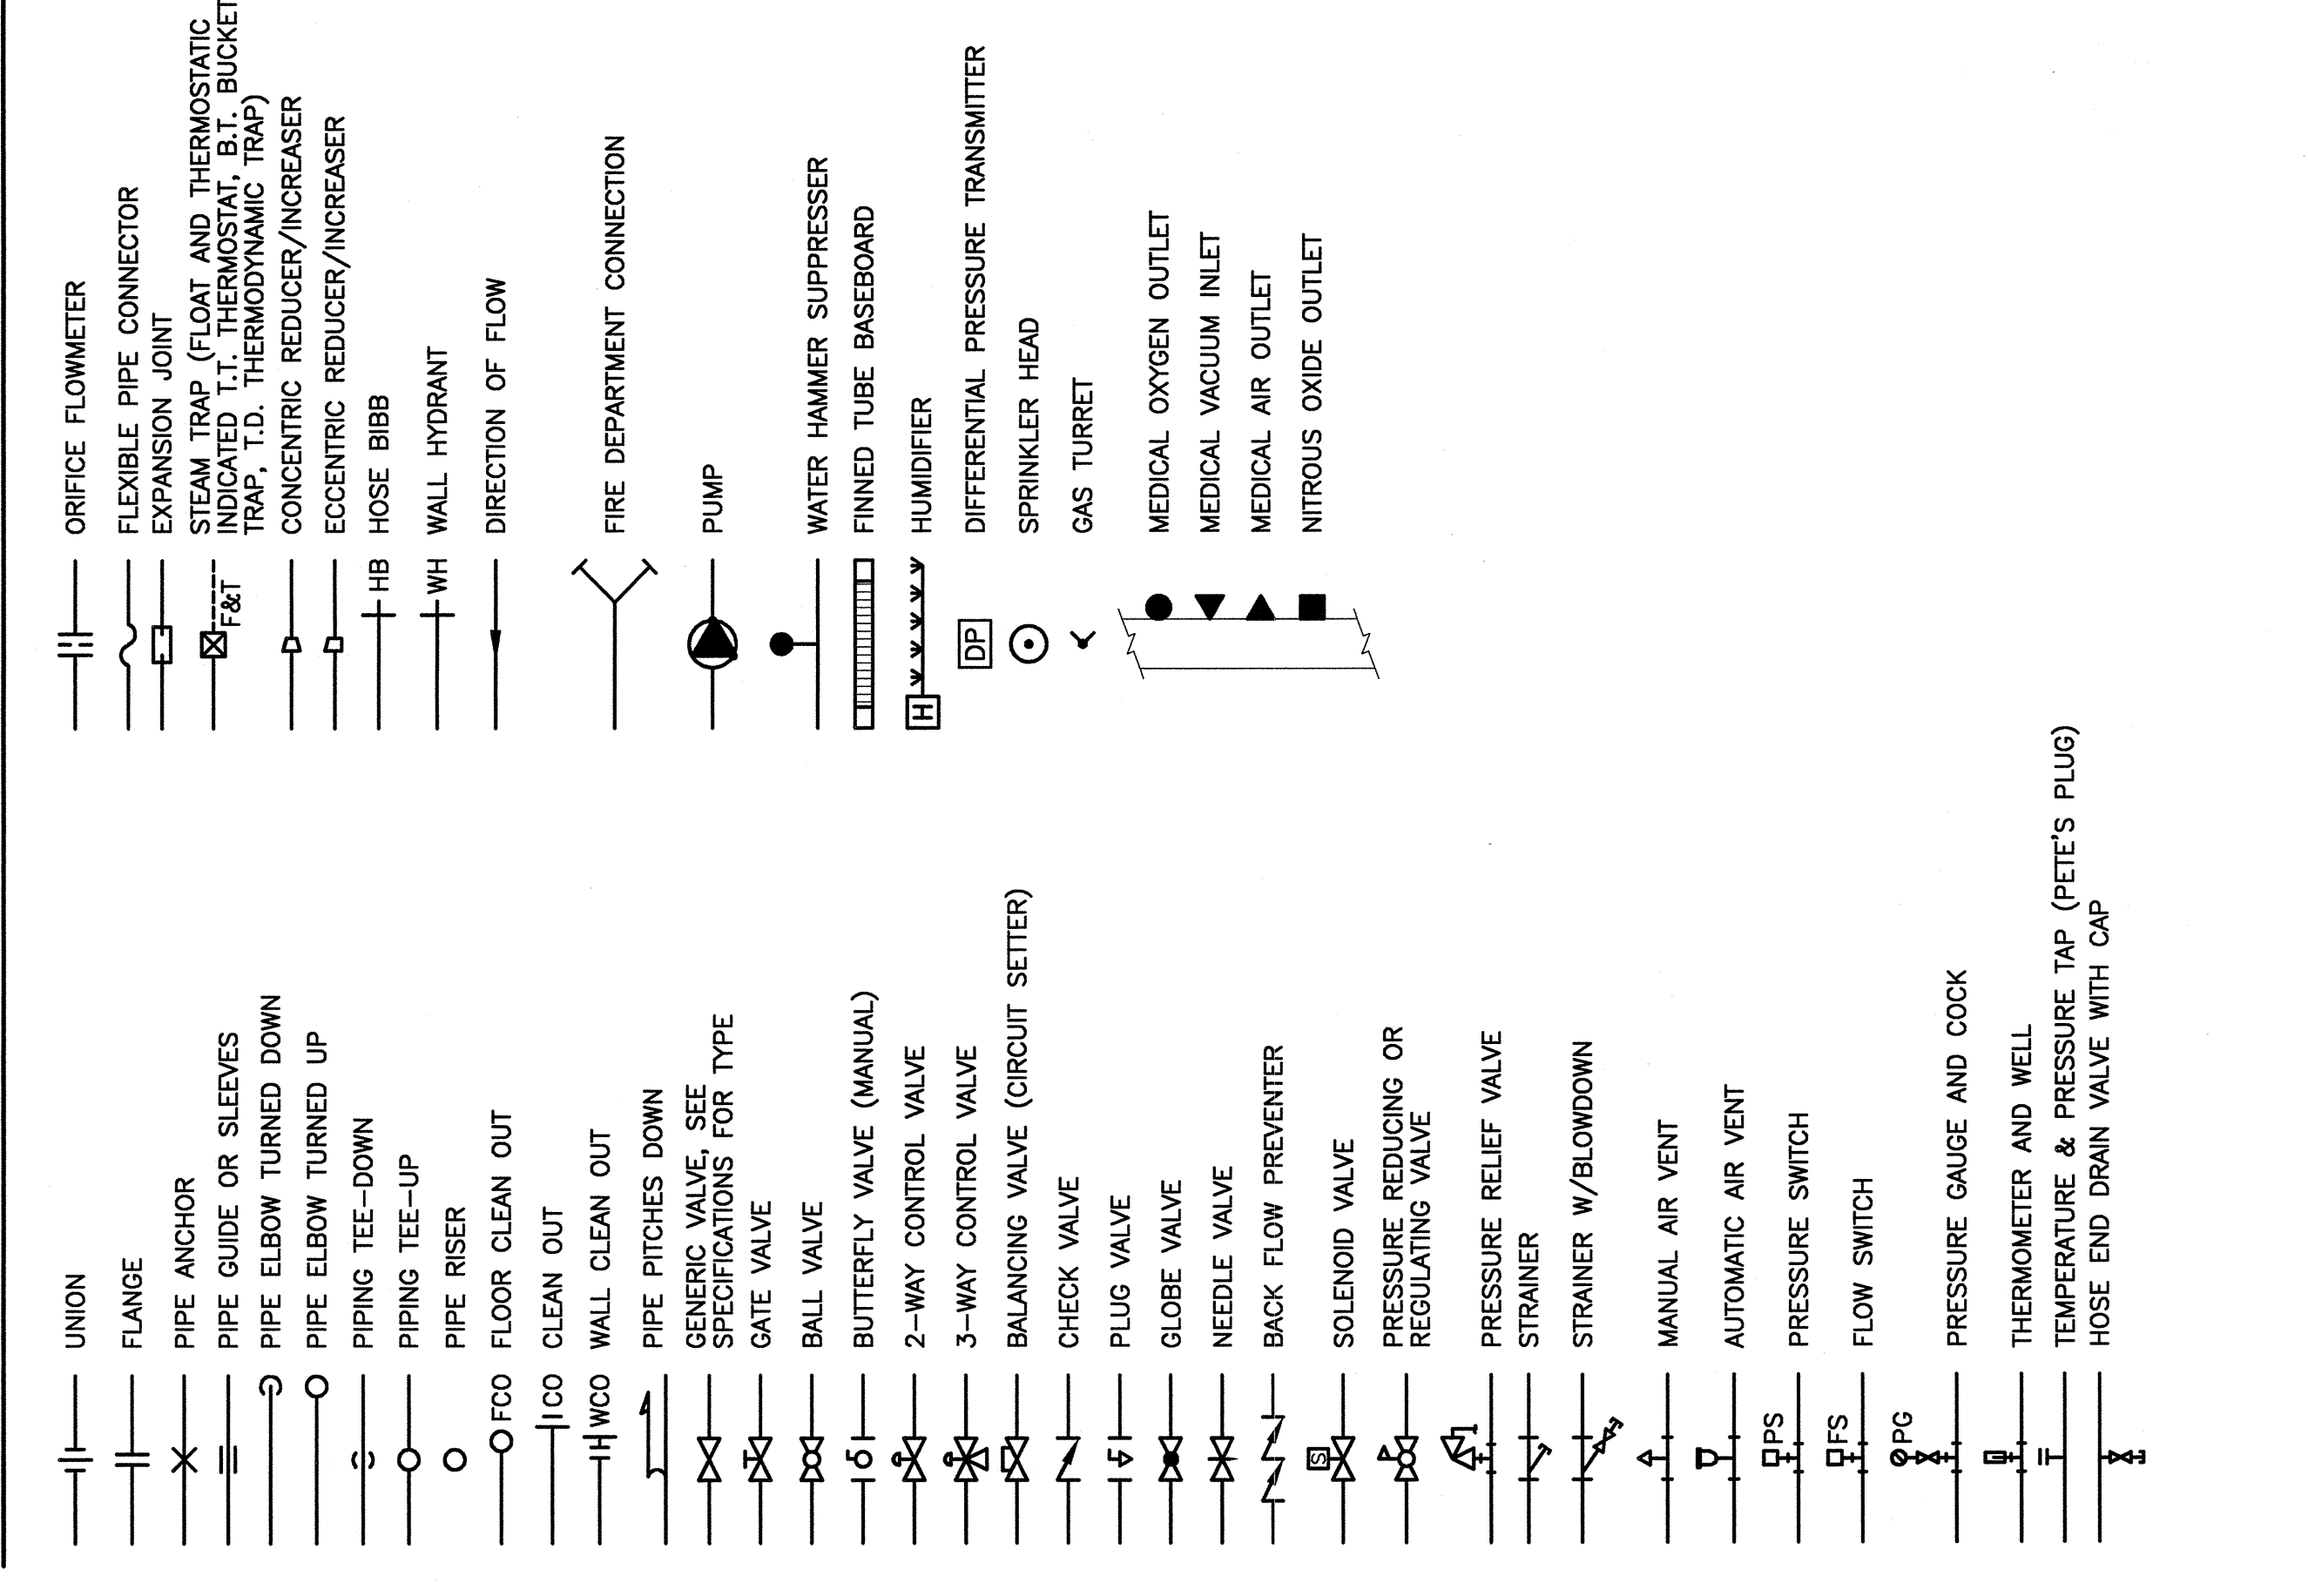 UNION
FLANGE
PIPE ANCHOR
PIPE GUIDE OR SLEEVES
PIPE ELBOW TURNED DOWN
PIPE ELBOW TURNED UP
PIPING TEE-DOWN
PIPING TEE-UP
PIPE RISER
FCO FLOOR CLEAN OUT
CO CLEAN OUT
WCO WALL CLEAN OUT
PIPE PITCHES DOWN
GENERIC VALVE, SEE
SPECIFICATIONS FOR TYPE
GATE VALVE
BALL VALVE
BUTTERFLY VALVE (MANUAL)
2-WAY CONTROL VALVE
3-WAY CONTROL VALVE
BALANCING VALVE (CIRCUIT SETTER)
CHECK VALVE
PLUG VALVE
GLOBE VALVE
NEEDLE VALVE
BACK FLOW PREVENTER
S SOLENOID VALVE
PRESSURE REDUCING OR
REGULATING VALVE
PRESSURE RELIEF VALVE
STRAINER
STRAINER W/BLOWDOWN
MANUAL AIR VENT
AUTOMATIC AIR VENT
PS PRESSURE SWITCH
FS FLOW SWITCH
PG PRESSURE GAUGE AND COCK
THERMOMETER AND WELL
TEMPERATURE & PRESSURE TAP (PETE'S PLUG)
HOSE END DRAIN VALVE WITH CAP
ORIFICE FLOWMETER
FLEXIBLE PIPE CONNECTOR
EXPANSION JOINT
STEAM TRAP (FLOAT AND THERMOSTATIC
F&T INDICATED T.T. THERMOSTAT, B.T. BUCKET
TRAP, T.D. THERMODYNAMIC TRAP)
CONCENTRIC REDUCER/INCREASER
ECCENTRIC REDUCER/INCREASER
HB HOSE BIBB
WH WALL HYDRANT
DIRECTION OF FLOW
FIRE DEPARTMENT CONNECTION
PUMP
WATER HAMMER SUPPRESSER
FINNED TUBE BASEBOARD
H HUMIDIFIER
DP DIFFERENTIAL PRESSURE TRANSMITTER
SPRINKLER HEAD
GAS TURRET
MEDICAL OXYGEN OUTLET
MEDICAL VACUUM INLET
MEDICAL AIR OUTLET
NITROUS OXIDE OUTLET